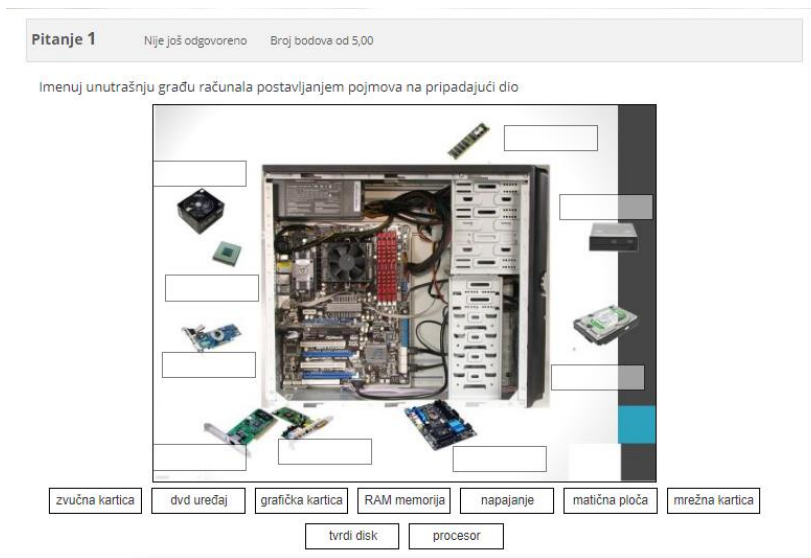 Pitanje 1 Nije još odgovoreno Broj bodova od 5,00
Imenuj unutrašnju građu računala postavljanjem pojmova na pripadajući dio
zvučna kartica dvd uređaj grafička kartica RAM memorija napajanje matična ploča mrežna kartica
tvrdi disk procesor